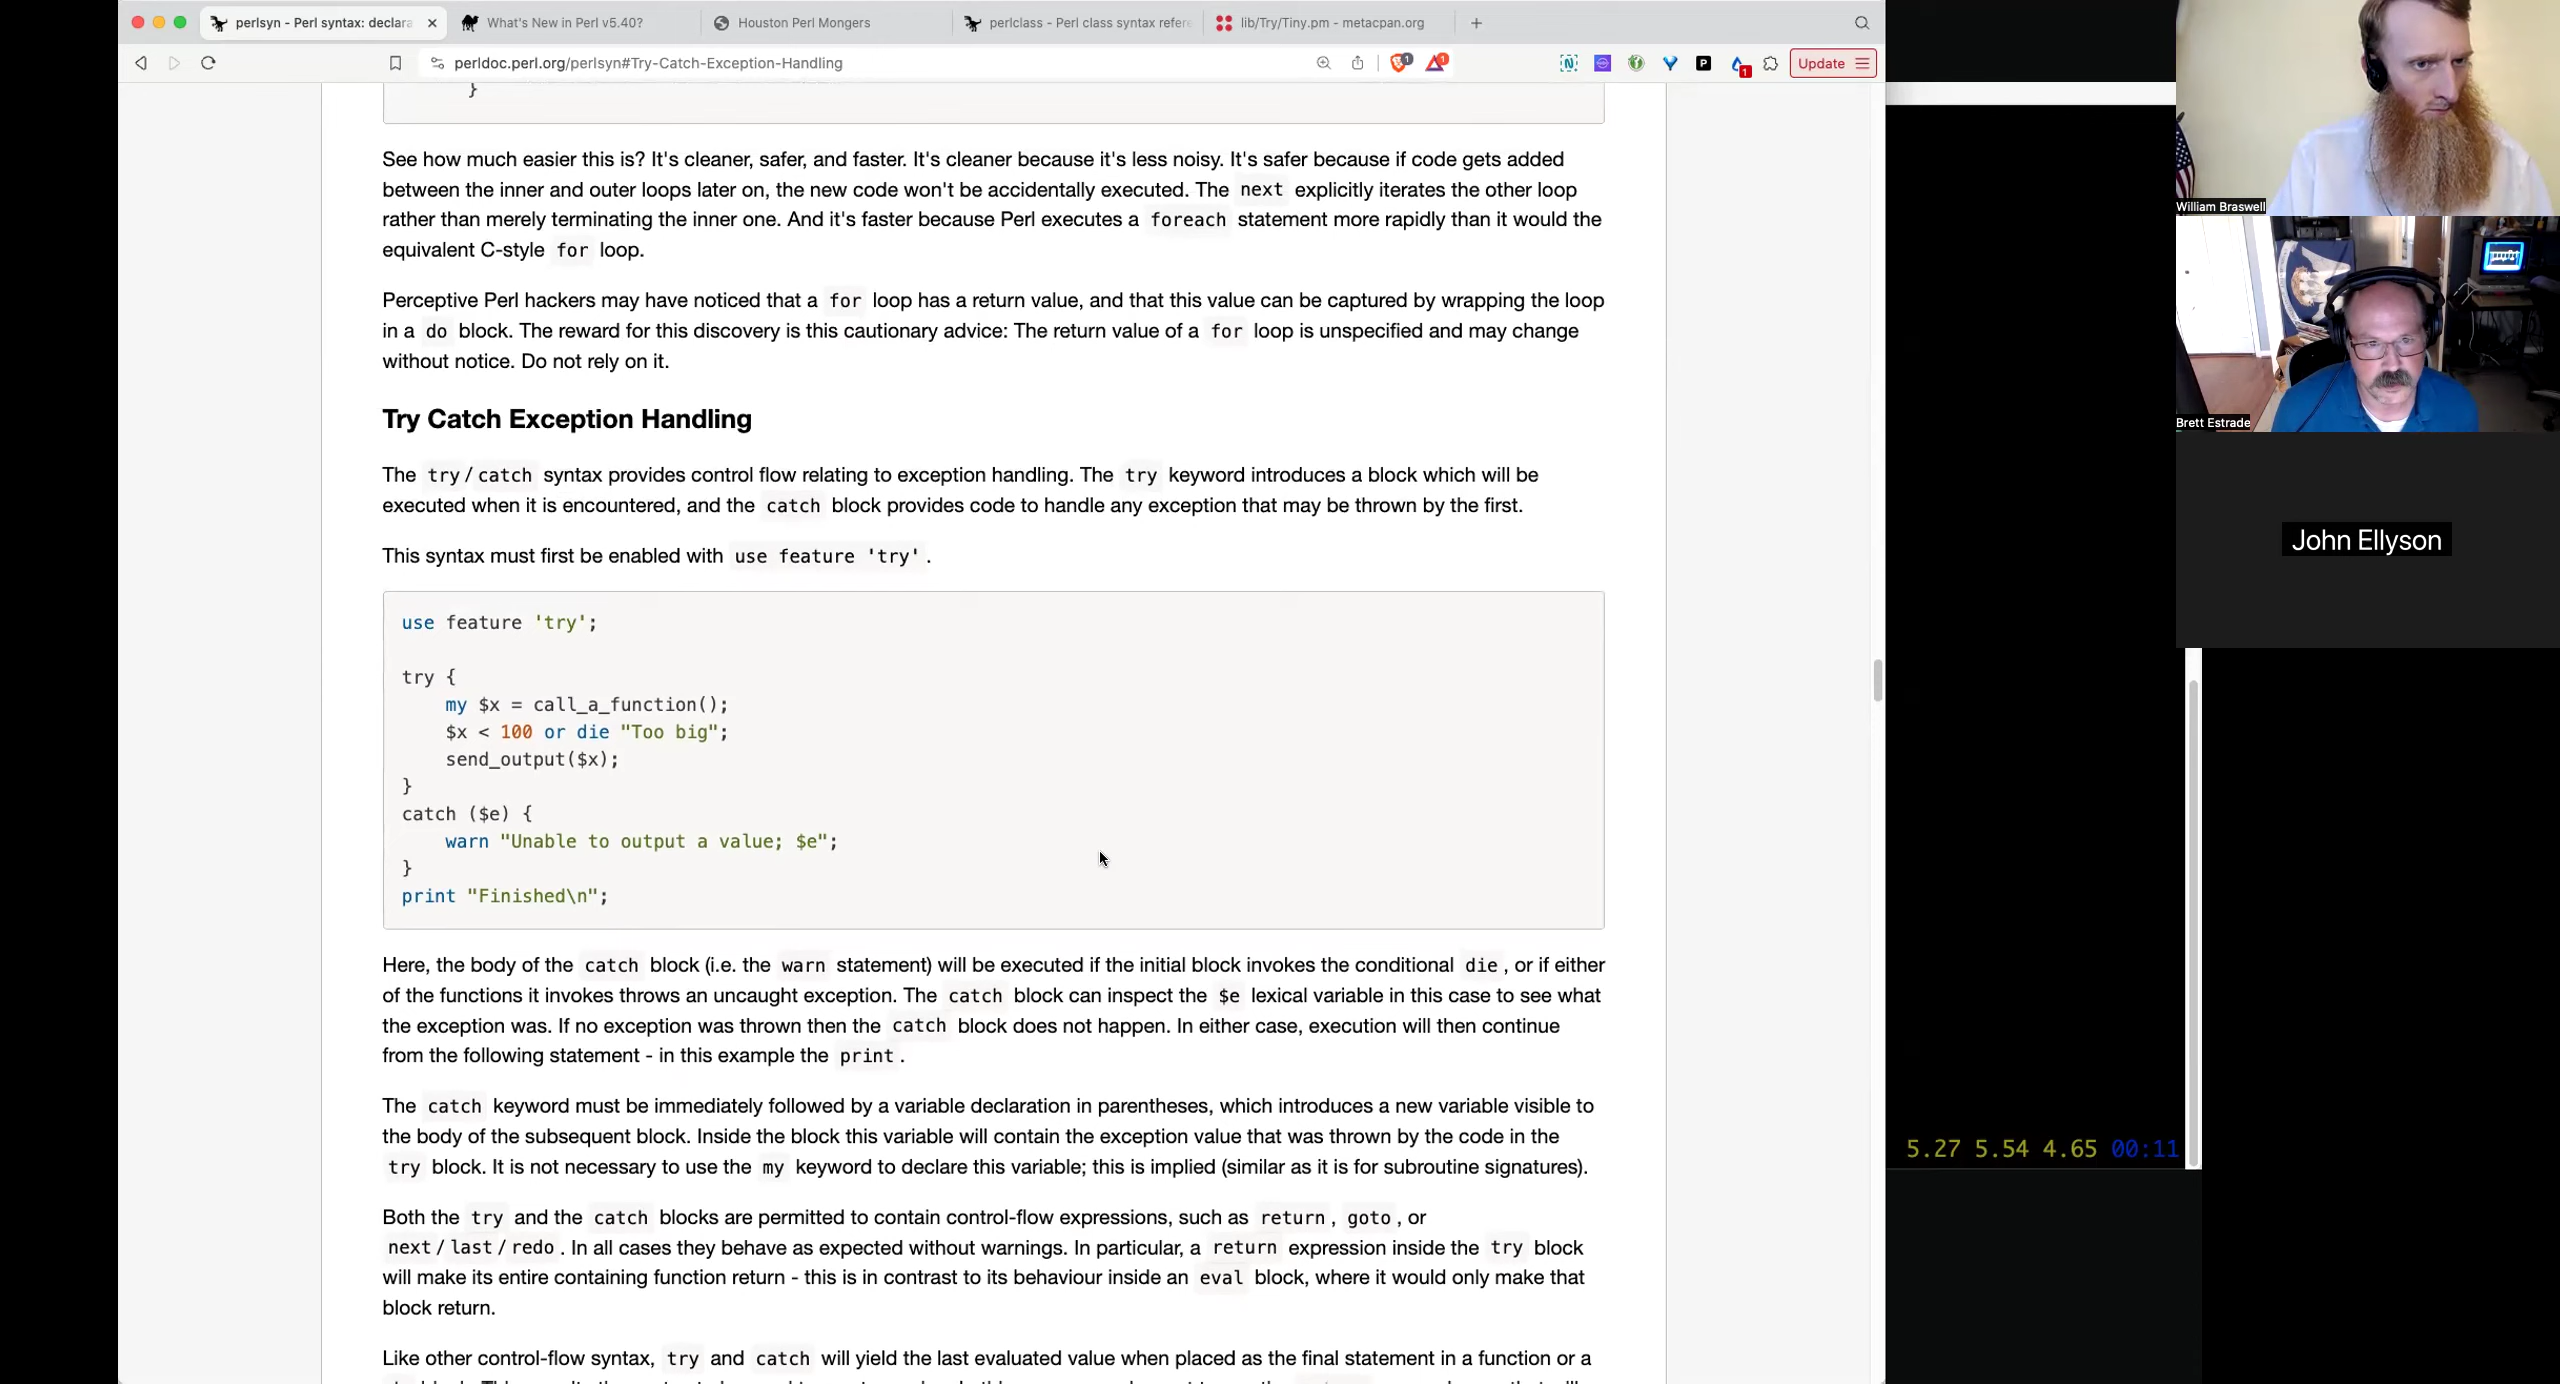 perlsyn - Perl syntax: declara
What's New in Perl v5.40?
Houston Perl Mongers
perlclass - Perl class syntax refere
lib/Try/Tiny.pm - metacpan.org
perldoc.perl.org/perlsyn#Try-Catch-Exception-Handling
1
1
N
P
1
Update
}
See how much easier this is? It's cleaner, safer, and faster. It's cleaner because it's less noisy. It's safer because if code gets added
between the inner and outer loops later on, the new code won't be accidentally executed. The next explicitly iterates the other loop
rather than merely terminating the inner one. And it's faster because Perl executes a foreach statement more rapidly than it would the
equivalent C-style for loop.
Perceptive Perl hackers may have noticed that a for loop has a return value, and that this value can be captured by wrapping the loop
in a do block. The reward for this discovery is this cautionary advice: The return value of a for loop is unspecified and may change
without notice. Do not rely on it.
Try Catch Exception Handling
The try/catch syntax provides control flow relating to exception handling. The try keyword introduces a block which will be
executed when it is encountered, and the catch block provides code to handle any exception that may be thrown by the first.
This syntax must first be enabled with use feature 'try'.
use feature 'try';
try {
my $x = call_a_function();
$x < 100 or die "Too big";
send_output($x);
}
catch ($e) {
warn "Unable to output a value; $e";
}
print "Finished\n";
Here, the body of the catch block (i.e. the warn statement) will be executed if the initial block invokes the conditional die, or if either
of the functions it invokes throws an uncaught exception. The catch block can inspect the $e lexical variable in this case to see what
the exception was. If no exception was thrown then the catch block does not happen. In either case, execution will then continue
from the following statement - in this example the print.
The catch keyword must be immediately followed by a variable declaration in parentheses, which introduces a new variable visible to
the body of the subsequent block. Inside the block this variable will contain the exception value that was thrown by the code in the
try block. It is not necessary to use the my keyword to declare this variable; this is implied (similar as it is for subroutine signatures).
Both the try and the catch blocks are permitted to contain control-flow expressions, such as return, goto, or
next/last/redo. In all cases they behave as expected without warnings. In particular, a return expression inside the try block
will make its entire containing function return - this is in contrast to its behaviour inside an eval block, where it would only make that
block return.
Like other control-flow syntax, try and catch will yield the last evaluated value when placed as the final statement in a function or a
William Braswell
Brett Estrade
John Ellyson
5.27 5.54 4.65 00:11